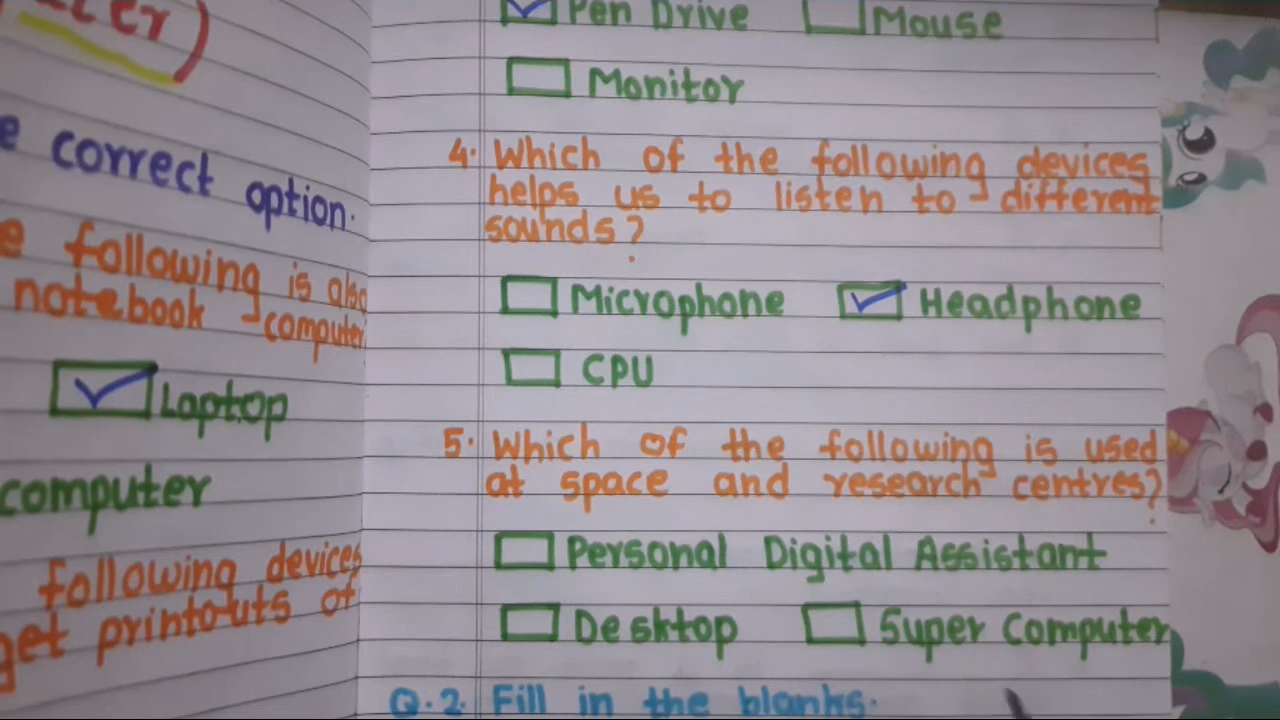 e correct option.
e following is also
notebook computer
Laptop
computer
following devices
get printouts of
Pen Drive Mouse
Monitor
4. Which of the following devices
helps us to listen to different
sounds?
Microphone Headphone
CPU
5. Which of the following is used
at space and research centres?
Personal Digital Assistant
Desktop Super Computer
Q.2. Fill in the blanks.